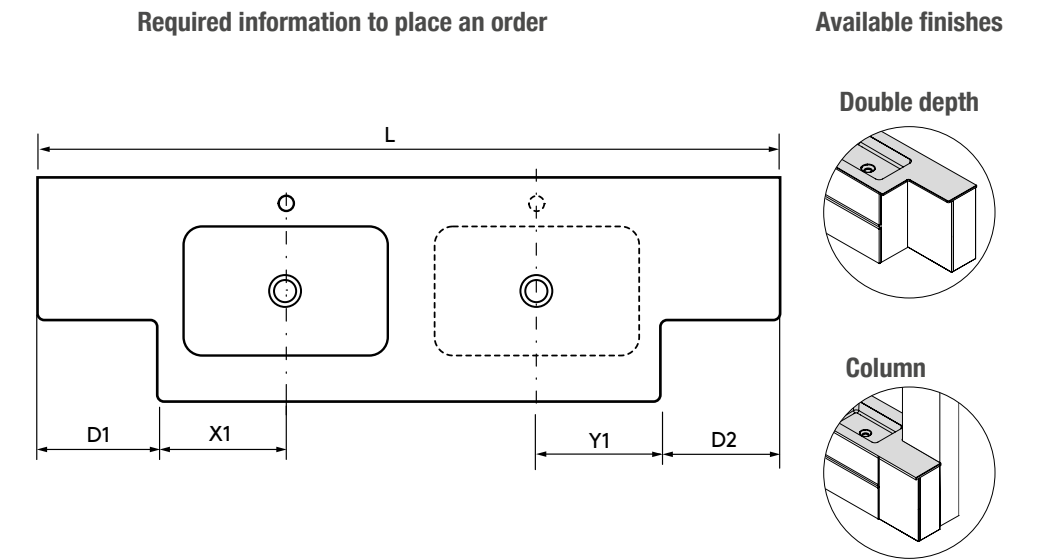 Required information to place an order
Available finishes
Double depth
L
Column
D1
X1
Y1
D2